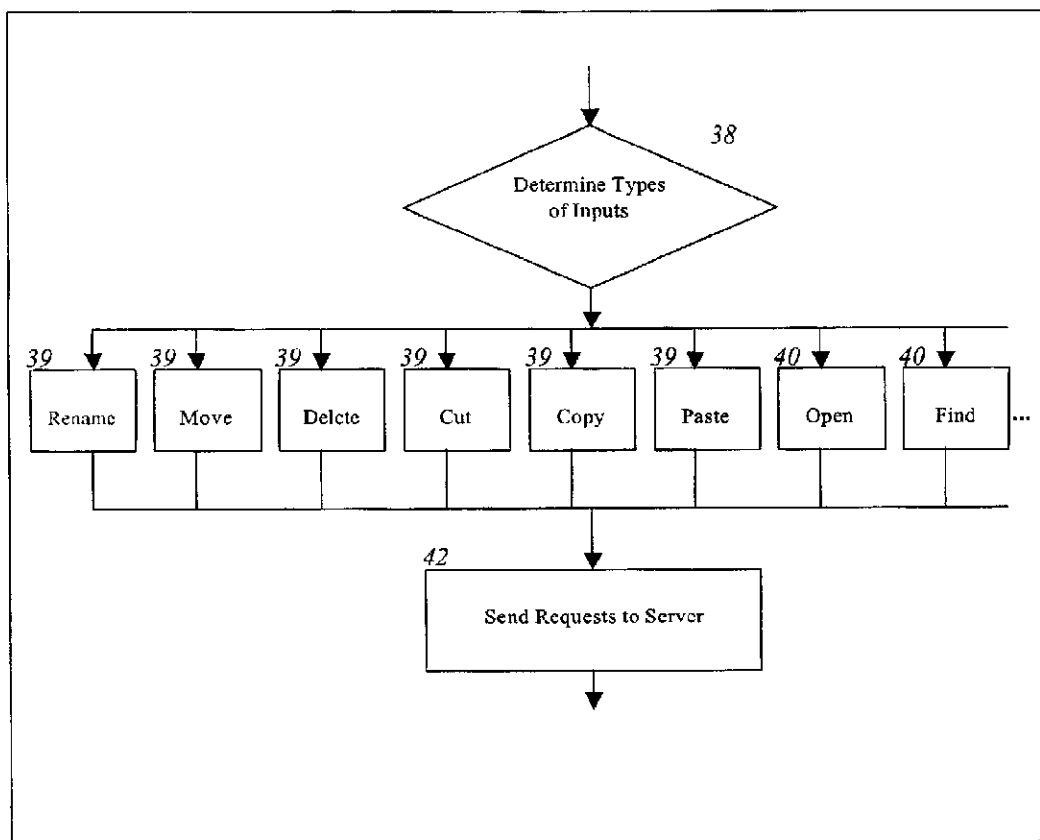 38
Determine Types
of Inputs
39 39 39 39 39 39 40 40
Rename Move Delete Cut Copy Paste Open Find ...
42
Send Requests to Server